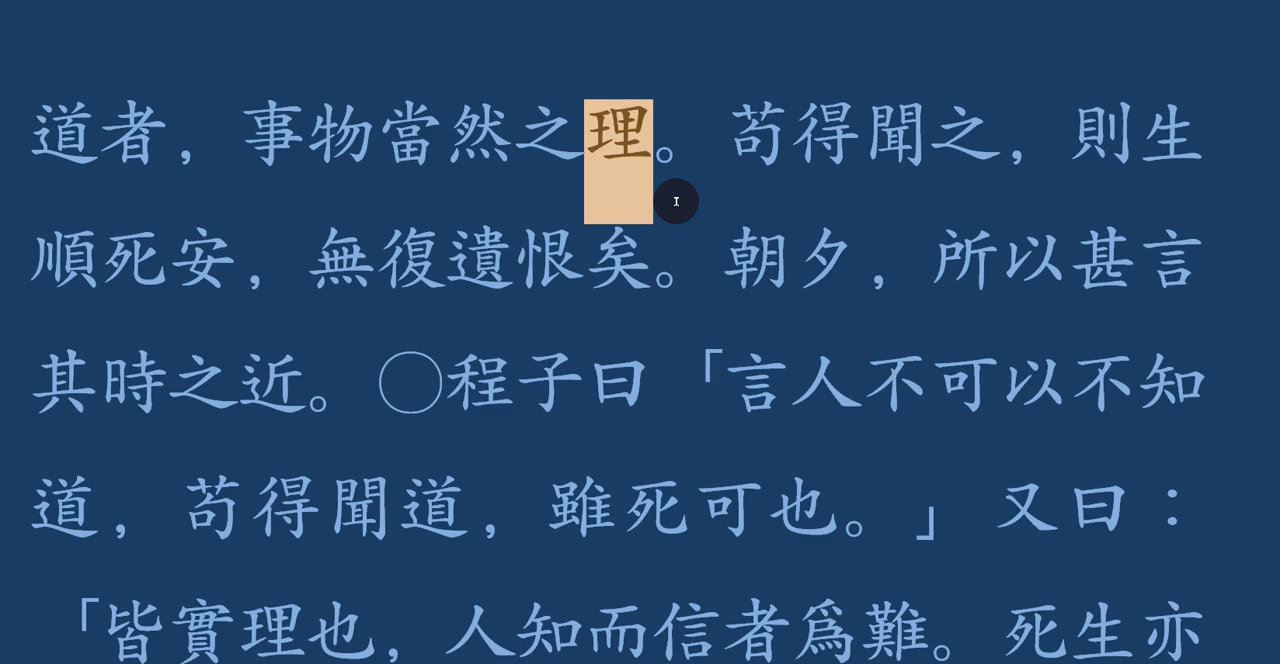 道者，事物當然之理。苟得聞之，則生
順死安，無復遺恨矣。朝夕，所以甚言
其時之近。◯程子曰「言人不可以不知
道，苟得聞道，雖死可也。」又曰：
「皆實理也，人知而信者爲難。死生亦